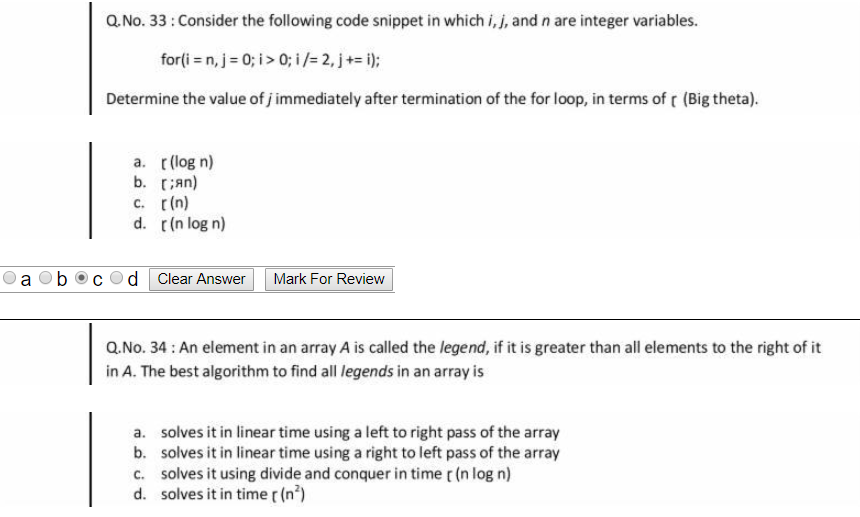 Q.No. 33 : Consider the following code snippet in which i, j, and n are integer variables.
for(i = n, j = 0; i > 0; i /= 2, j += i);
Determine the value of j immediately after termination of the for loop, in terms of ɼ (Big theta).
a. ɼ (log n)
b. ɼ ;яn)
c. ɼ (n)
d. ɼ (n log n)
a b c d Clear Answer Mark For Review
Q.No. 34 : An element in an array A is called the legend, if it is greater than all elements to the right of it
in A. The best algorithm to find all legends in an array is
a. solves it in linear time using a left to right pass of the array
b. solves it in linear time using a right to left pass of the array
c. solves it using divide and conquer in time ɼ (n log n)
d. solves it in time ɼ (n²)